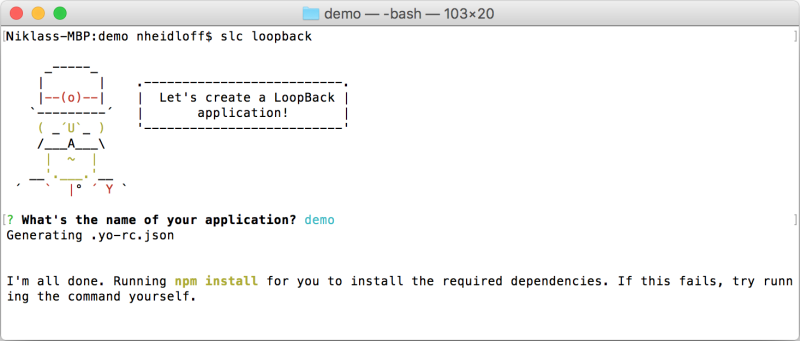 demo — -bash — 103×20
Niklass-MBP:demo nheidloff$ slc loopback
     _-----_
    |       |    .--------------------------.
    |--(o)--|    |  Let's create a LoopBack |
   `---------´   |       application!       |
    ( _´U`_ )    '--------------------------'
    /___A___\
     |  ~  |
   __'.___.'__
 ´   `  |° ´ Y `
? What's the name of your application? demo
Generating .yo-rc.json
I'm all done. Running npm install for you to install the required dependencies. If this fails, try runn
ing the command yourself.